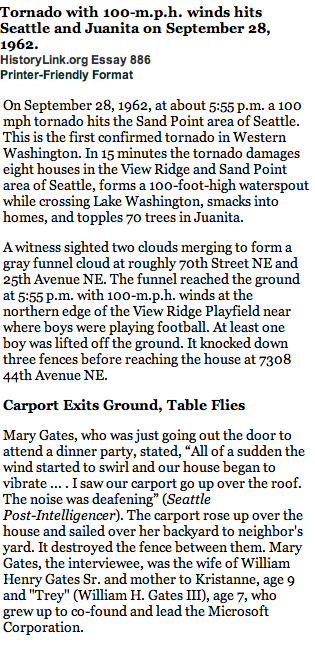 Tornado with 100-m.p.h. winds hits
Seattle and Juanita on September 28,
1962.
HistoryLink.org Essay 886
Printer-Friendly Format
On September 28, 1962, at about 5:55 p.m. a 100
mph tornado hits the Sand Point area of Seattle.
This is the first confirmed tornado in Western
Washington. In 15 minutes the tornado damages
eight houses in the View Ridge and Sand Point
area of Seattle, forms a 100-foot-high waterspout
while crossing Lake Washington, smacks into
homes, and topples 70 trees in Juanita.
A witness sighted two clouds merging to form a
gray funnel cloud at roughly 70th Street NE and
25th Avenue NE. The funnel reached the ground
at 5:55 p.m. with 100-m.p.h. winds at the
northern edge of the View Ridge Playfield near
where boys were playing football. At least one
boy was lifted off the ground. It knocked down
three fences before reaching the house at 7308
44th Avenue NE.
Carport Exits Ground, Table Flies
Mary Gates, who was just going out the door to
attend a dinner party, stated, “All of a sudden the
wind started to swirl and our house began to
vibrate ... . I saw our carport go up over the roof.
The noise was deafening” (Seattle
Post-Intelligencer). The carport rose up over the
house and sailed over her backyard to neighbor's
yard. It destroyed the fence between them. Mary
Gates, the interviewee, was the wife of William
Henry Gates Sr. and mother to Kristanne, age 9
and "Trey" (William H. Gates III), age 7, who
grew up to co-found and lead the Microsoft
Corporation.